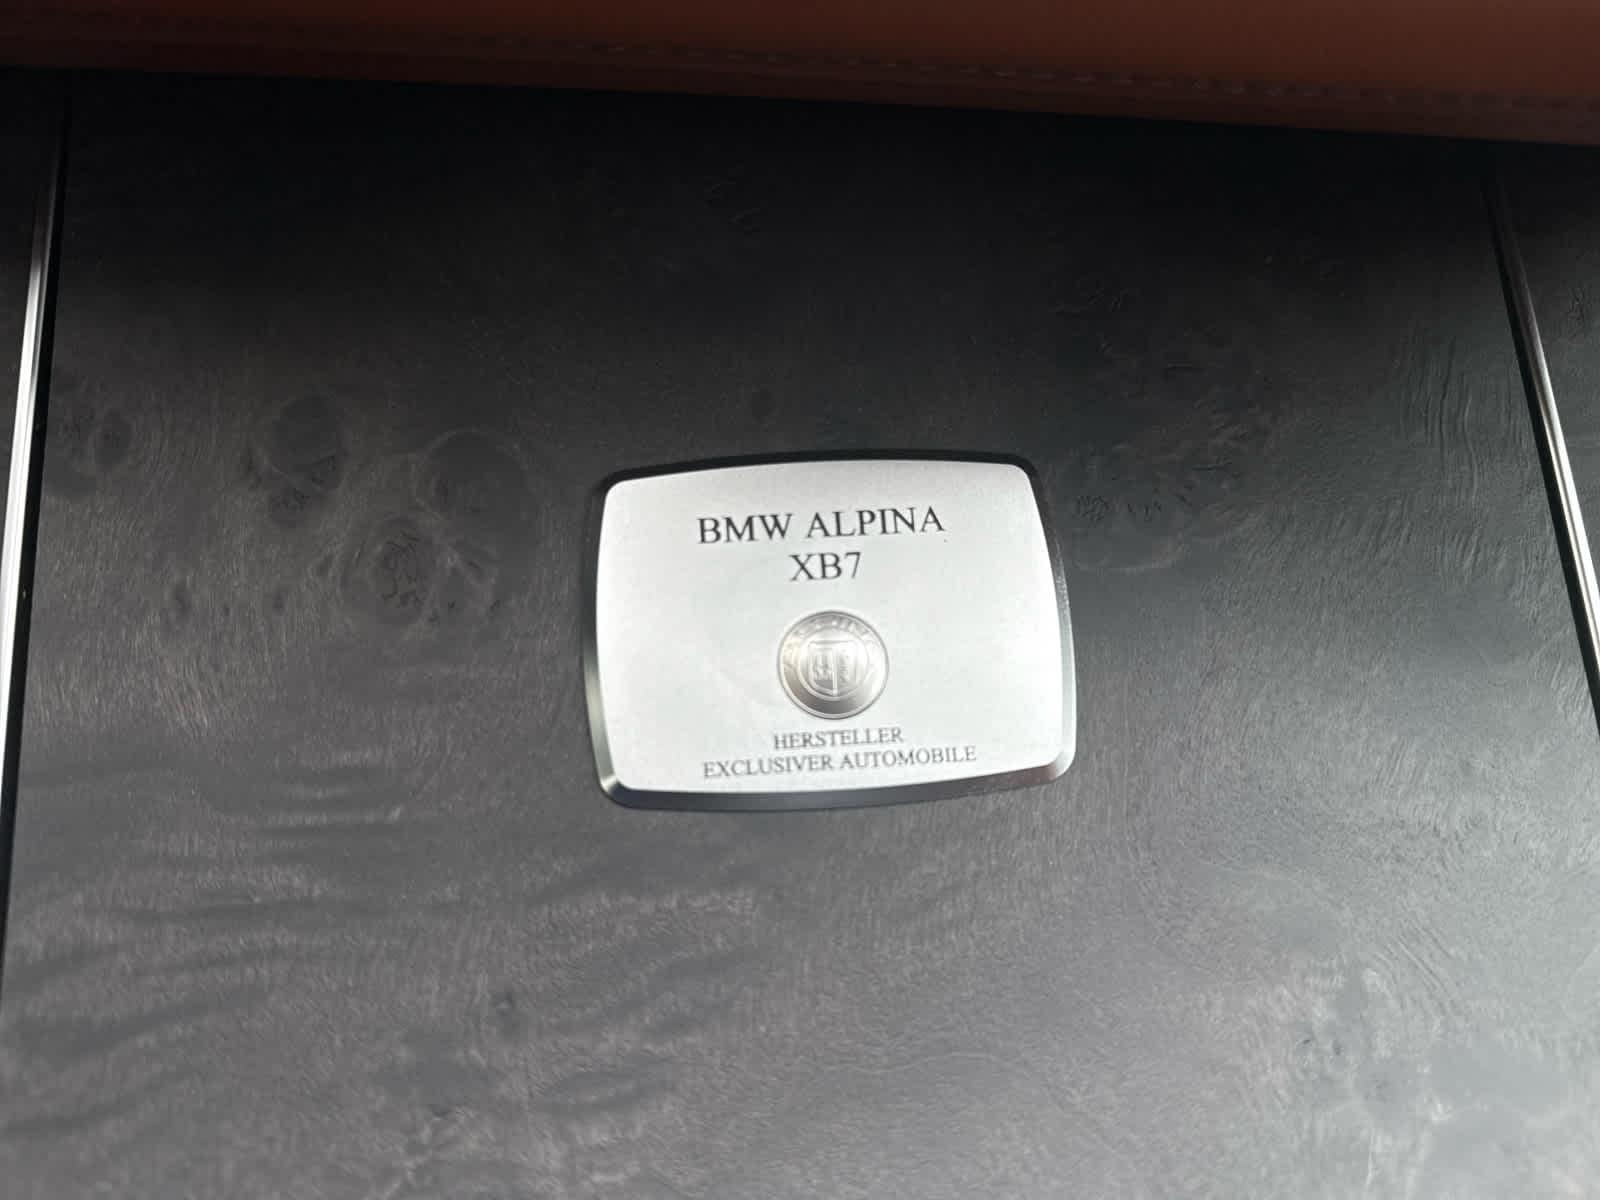 BMW ALPINA
XB7
HERSTELLER
EXCLUSIVER AUTOMOBILE